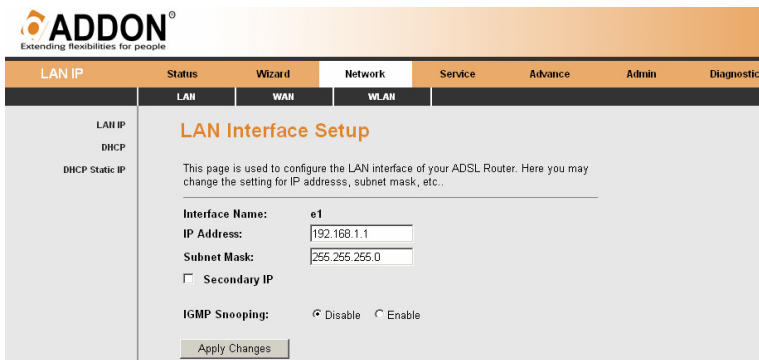 ADDON®
Extending flexibilities for people
LAN IP
Status Wizard Network Service Advance Admin Diagnostic
LAN WAN WLAN
LAN IP
DHCP
DHCP Static IP
LAN Interface Setup
This page is used to configure the LAN interface of your ADSL Router. Here you may
change the setting for IP addresss, subnet mask, etc..
Interface Name: e1
IP Address: 192.168.1.1
Subnet Mask: 255.255.255.0
Secondary IP
IGMP Snooping: Disable Enable
Apply Changes